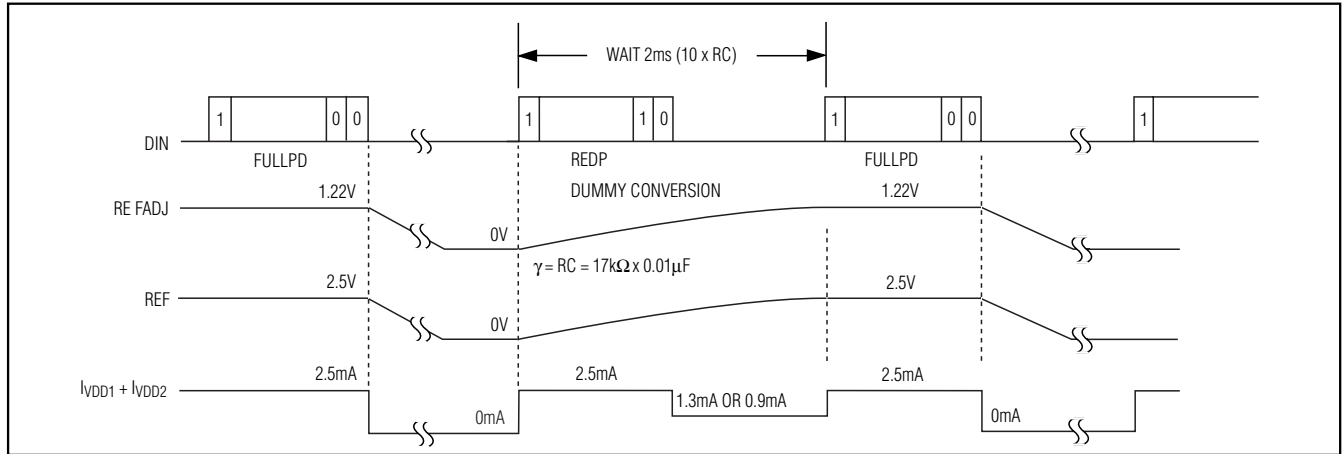 WAIT 2ms (10 x RC)
1 0 0 1 1 0 1 0 0 1
DIN
FULLPD REDP FULLPD
1.22V DUMMY CONVERSION 1.22V
RE FADJ
0V
γ = RC = 17kΩ x 0.01μF
2.5V 2.5V
REF
0V
2.5mA 2.5mA 2.5mA
IVDD1 + IVDD2
1.3mA OR 0.9mA
0mA 0mA